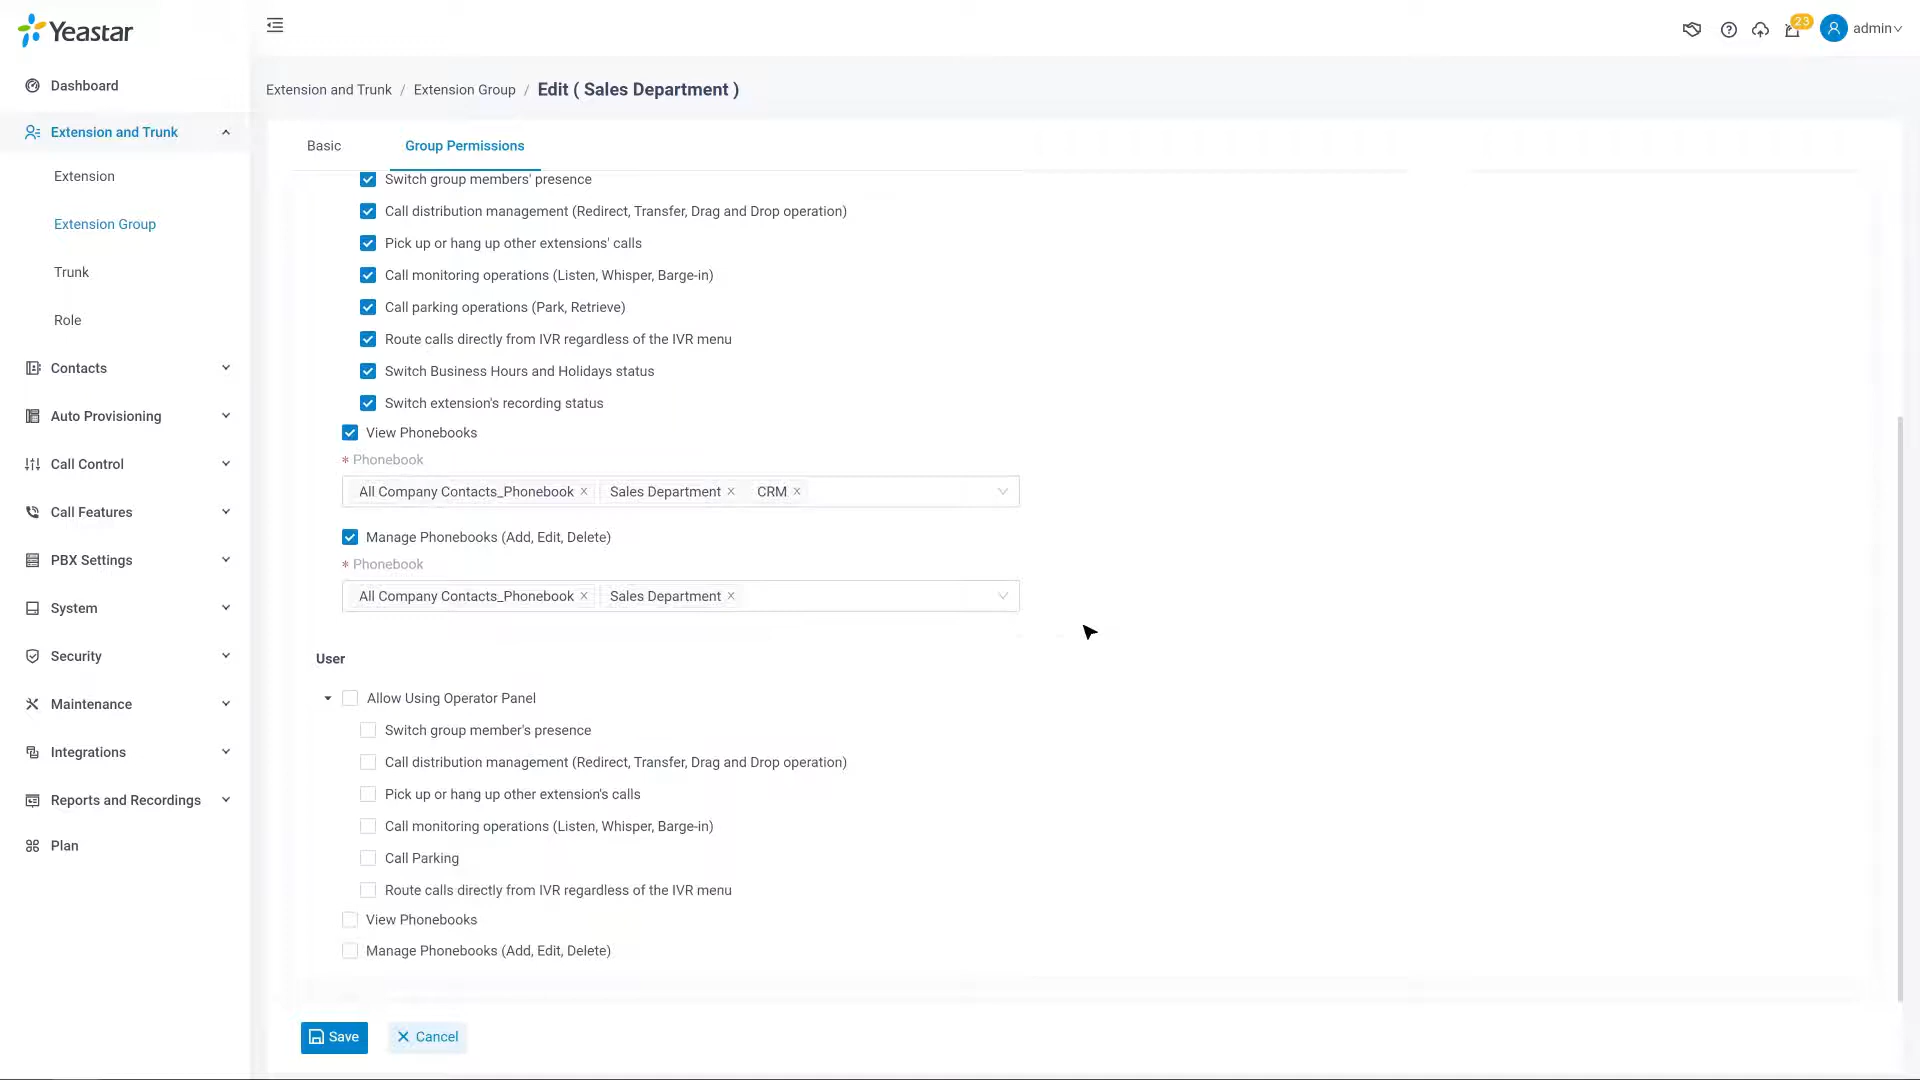 Yeastar
23
admin
Dashboard
Extension and Trunk
Extension
Extension Group
Trunk
Role
Contacts
Auto Provisioning
Call Control
Call Features
PBX Settings
System
Security
Maintenance
Integrations
Reports and Recordings
Plan
Extension and Trunk / Extension Group / Edit ( Sales Department )
Basic
Group Permissions
Switch group members' presence
Call distribution management (Redirect, Transfer, Drag and Drop operation)
Pick up or hang up other extensions' calls
Call monitoring operations (Listen, Whisper, Barge-in)
Call parking operations (Park, Retrieve)
Route calls directly from IVR regardless of the IVR menu
Switch Business Hours and Holidays status
Switch extension's recording status
View Phonebooks
* Phonebook
All Company Contacts_Phonebook × Sales Department × CRM ×
Manage Phonebooks (Add, Edit, Delete)
* Phonebook
All Company Contacts_Phonebook × Sales Department ×
User
Allow Using Operator Panel
Switch group member's presence
Call distribution management (Redirect, Transfer, Drag and Drop operation)
Pick up or hang up other extension's calls
Call monitoring operations (Listen, Whisper, Barge-in)
Call Parking
Route calls directly from IVR regardless of the IVR menu
View Phonebooks
Manage Phonebooks (Add, Edit, Delete)
Save
Cancel